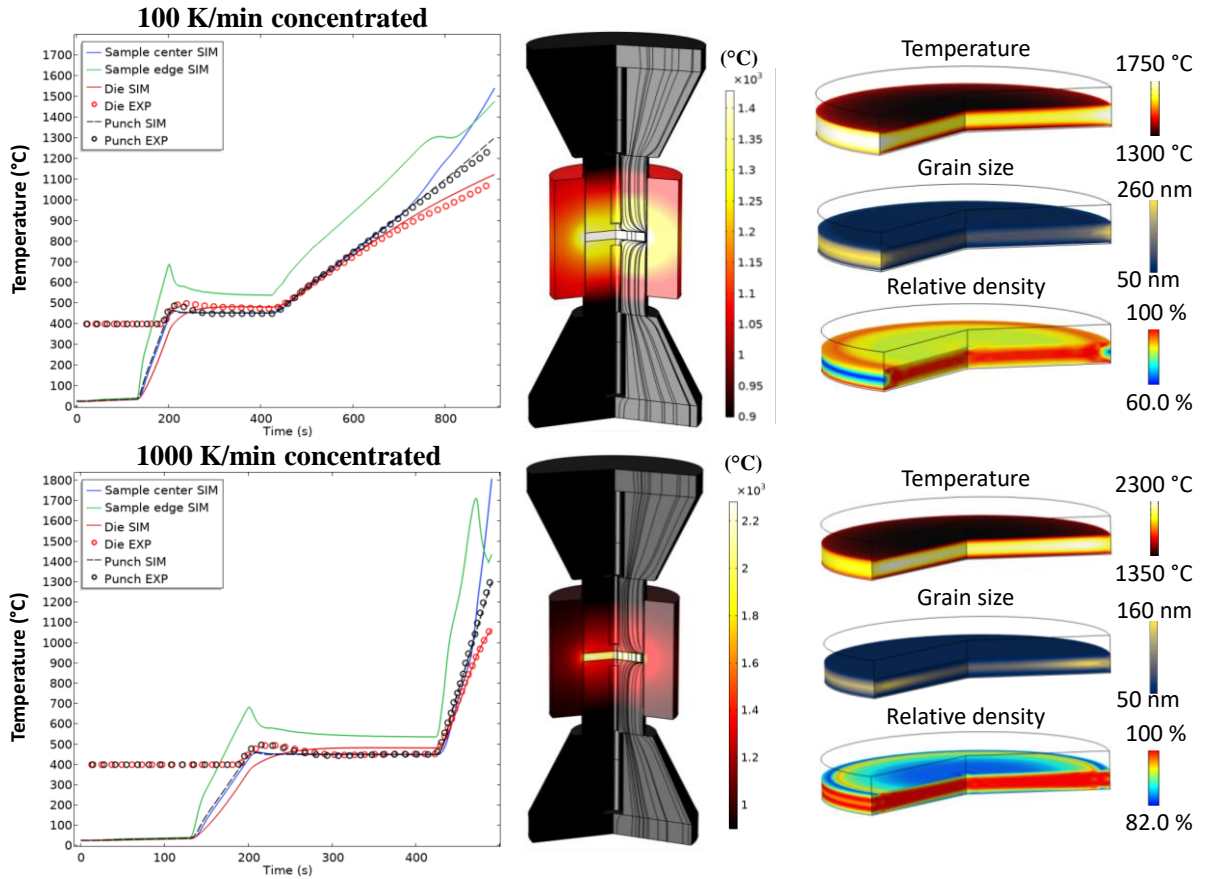 100 K/min concentrated
Temperature (°C)
1700
1600
1500
1400
1300
1200
1100
1000
900
800
700
600
500
400
300
200
100
0
Sample center SIM
Sample edge SIM
Die SIM
Die EXP
Punch SIM
Punch EXP
0 200 400 600 800
Time (s)
(°C)
×10³
1.4
1.35
1.3
1.25
1.2
1.15
1.1
1.05
1
0.95
0.9
Temperature
1750 °C
1300 °C
Grain size
260 nm
50 nm
Relative density
100 %
60.0 %
1000 K/min concentrated
Temperature (°C)
1800
1700
1600
1500
1400
1300
1200
1100
1000
900
800
700
600
500
400
300
200
100
0
Sample center SIM
Sample edge SIM
Die SIM
Die EXP
Punch SIM
Punch EXP
0 100 200 300 400
Time (s)
(°C)
×10³
2.2
2
1.8
1.6
1.4
1.2
1
Temperature
2300 °C
1350 °C
Grain size
160 nm
50 nm
Relative density
100 %
82.0 %